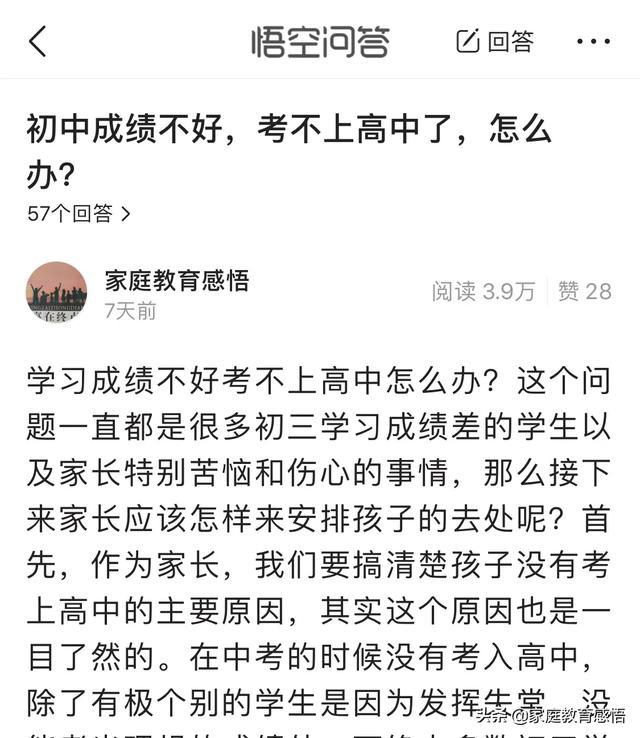 悟空问答
回答
初中成绩不好，考不上高中了，怎么
办？
57个回答
家庭教育感悟
7天前
阅读 3.9万
赞 28
学习成绩不好考不上高中怎么办？这个问
题一直都是很多初三学习成绩差的学生以
及家长特别苦恼和伤心的事情，那么接下
来家长应该怎样来安排孩子的去处呢？首
先，作为家长，我们要搞清楚孩子没有考
上高中的主要原因，其实这个原因也是一
目了然的。在中考的时候没有考入高中，
除了有极个别的学生是因为发挥失常，没
头条 @家庭教育感悟